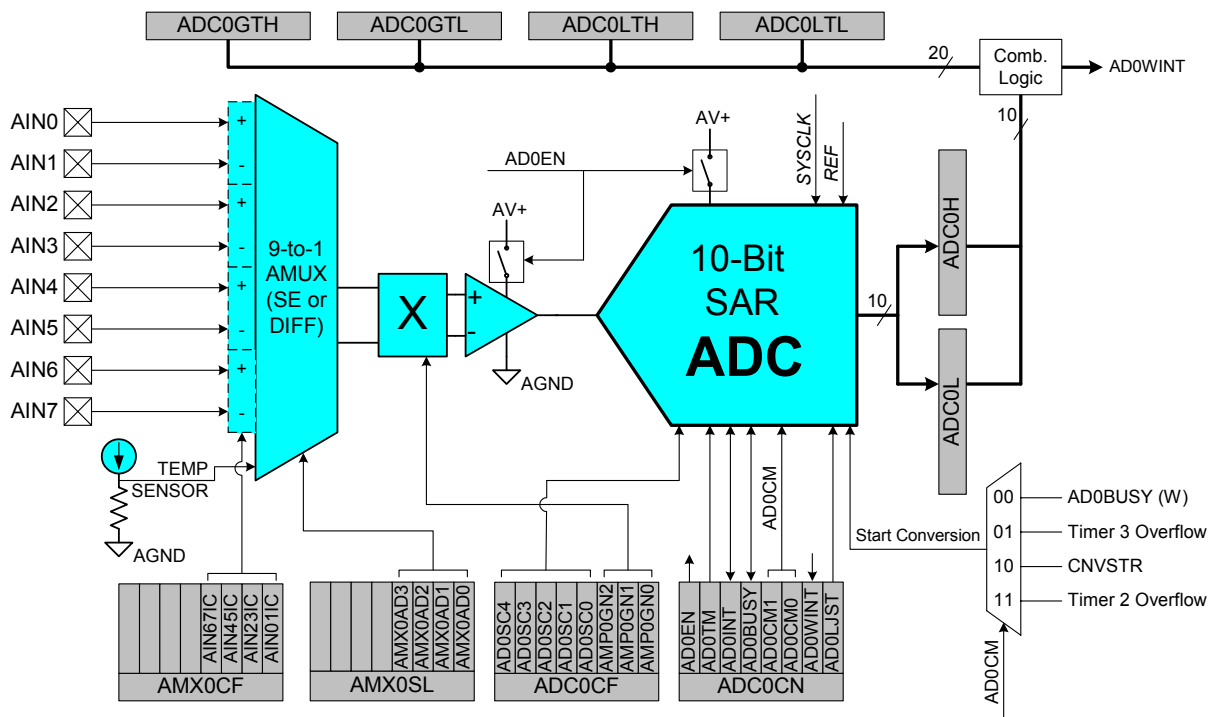 ADC0GTH
ADC0GTL
ADC0LTH
ADC0LTL
20
Comb.
Logic
AD0WINT
10
AIN0
AIN1
AIN2
AIN3
AIN4
AIN5
AIN6
AIN7
+
-
+
-
+
-
+
-
9-to-1
AMUX
(SE or
DIFF)
X
+
-
AV+
AGND
AD0EN
AV+
SYSCLK
REF
10-Bit
SAR
ADC
10
ADC0H
ADC0L
TEMP
SENSOR
AGND
AD0CM
Start Conversion
00
01
10
11
AD0BUSY (W)
Timer 3 Overflow
CNVSTR
Timer 2 Overflow
AD0CM
AIN67IC
AIN45IC
AIN23IC
AIN01IC
AMX0CF
AMX0AD3
AMX0AD2
AMX0AD1
AMX0AD0
AMX0SL
AD0SC4
AD0SC3
AD0SC2
AD0SC1
AD0SC0
AMP0GN2
AMP0GN1
AMP0GN0
ADC0CF
AD0EN
AD0TM
AD0INT
AD0BUSY
AD0CM1
AD0CM0
AD0WINT
AD0LJST
ADC0CN